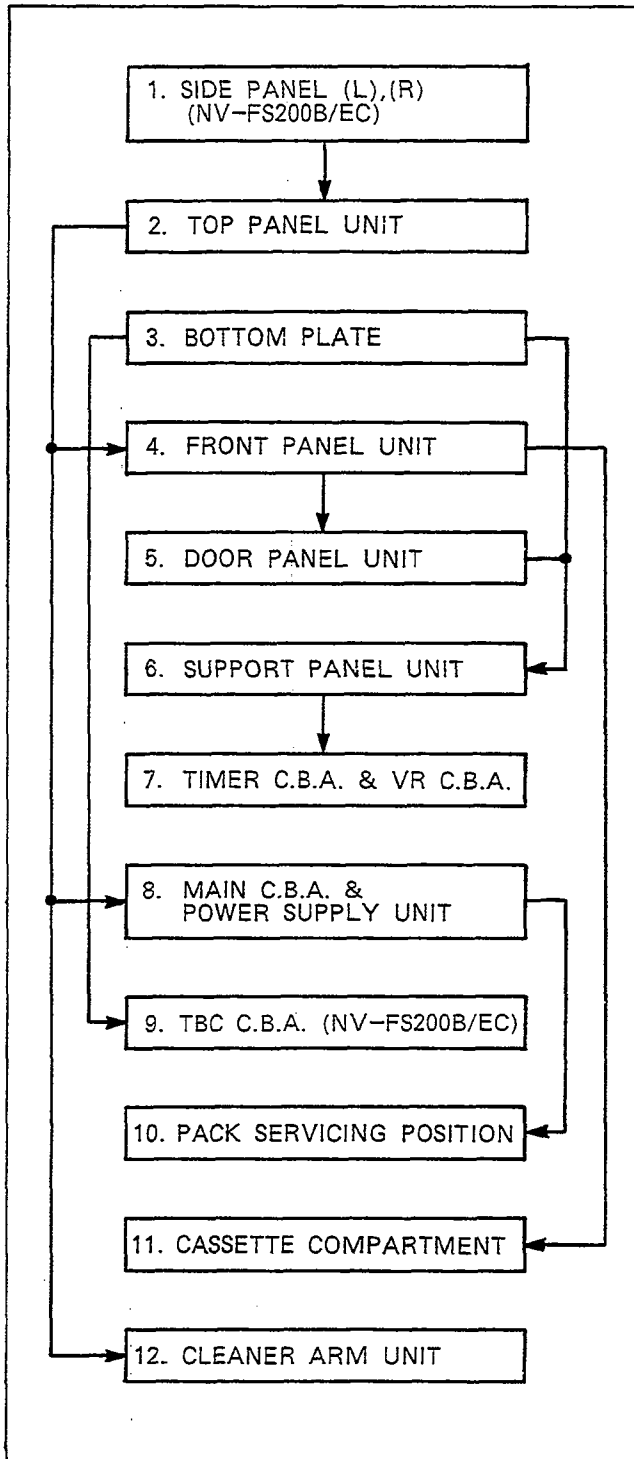 1. SIDE PANEL (L),(R)
(NV-FS200B/EC)
2. TOP PANEL UNIT
3. BOTTOM PLATE
4. FRONT PANEL UNIT
5. DOOR PANEL UNIT
6. SUPPORT PANEL UNIT
7. TIMER C.B.A. & VR C.B.A.
8. MAIN C.B.A. &
POWER SUPPLY UNIT
9. TBC C.B.A. (NV-FS200B/EC)
10. PACK SERVICING POSITION
11. CASSETTE COMPARTMENT
12. CLEANER ARM UNIT